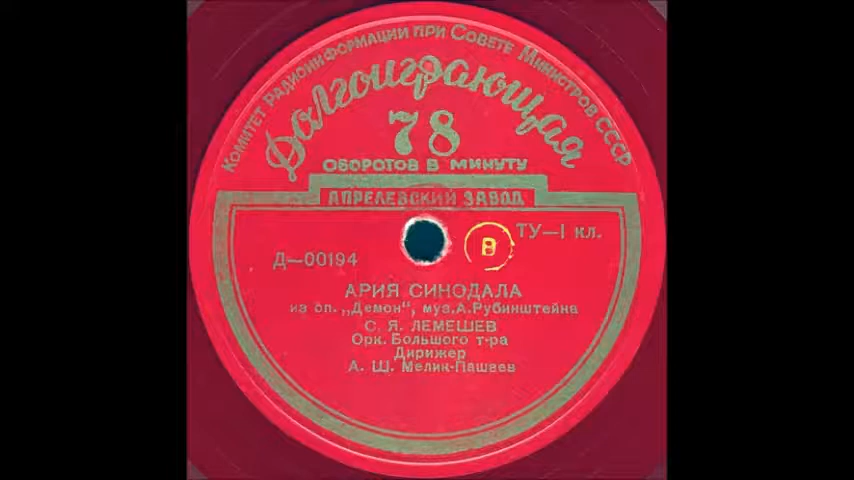 Комитет радиоинформации при Совете Министров СССР
Долгоиграющая
78
ОБОРОТОВ В МИНУТУ
АПРЕЛЕВСКИЙ ЗАВОД
ТУ—I кл.
В
Д—00194
АРИЯ СИНОДАЛА
из оп. „Демон", муз.А.Рубинштейна
С. Я. ЛЕМЕШЕВ
Орк. Большого т-ра
Дирижер
А. Ш. Мелик-Пашаев